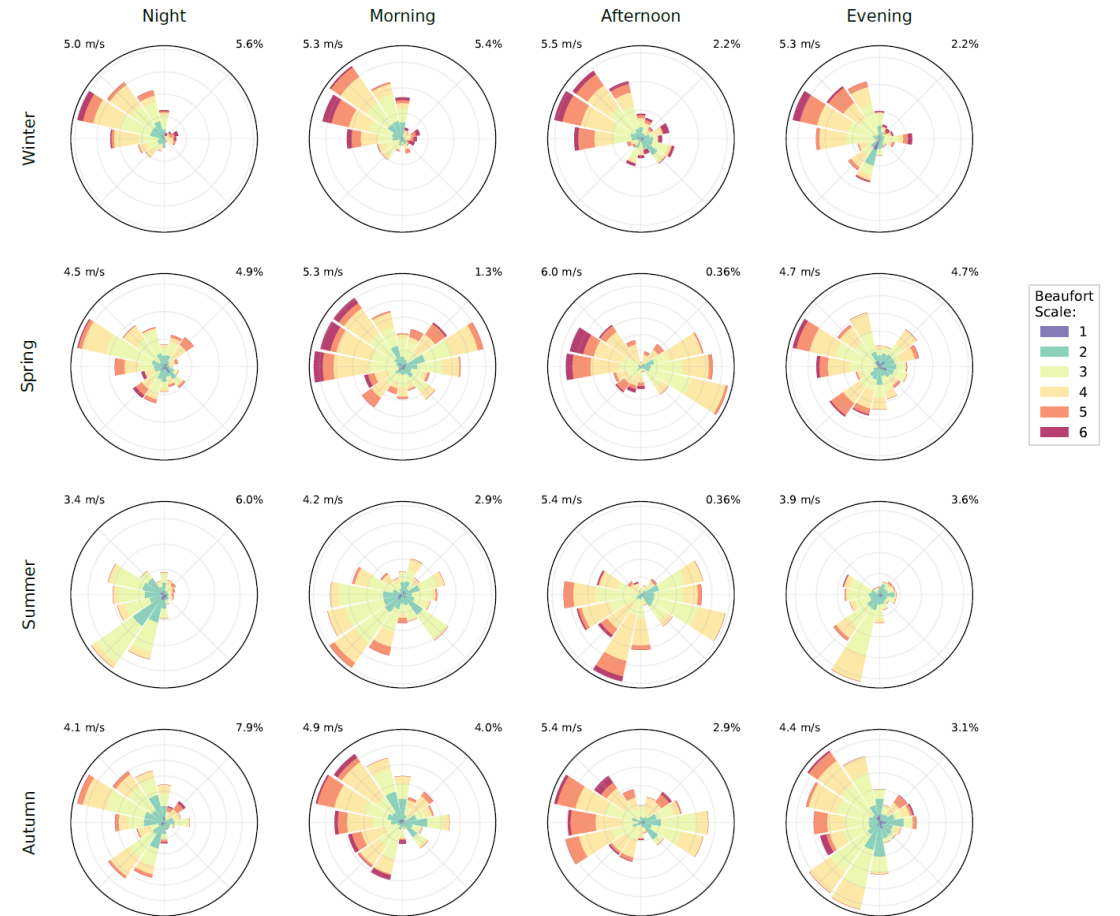 Night Morning Afternoon Evening
Winter
5.0 m/s 5.6% 5.3 m/s 5.4% 5.5 m/s 2.2% 5.3 m/s 2.2%
Spring
4.5 m/s 4.9% 5.3 m/s 1.3% 6.0 m/s 0.36% 4.7 m/s 4.7%
Beaufort
Scale:
1
2
3
4
5
6
Summer
3.4 m/s 6.0% 4.2 m/s 2.9% 5.4 m/s 0.36% 3.9 m/s 3.6%
Autumn
4.1 m/s 7.9% 4.9 m/s 4.0% 5.4 m/s 2.9% 4.4 m/s 3.1%